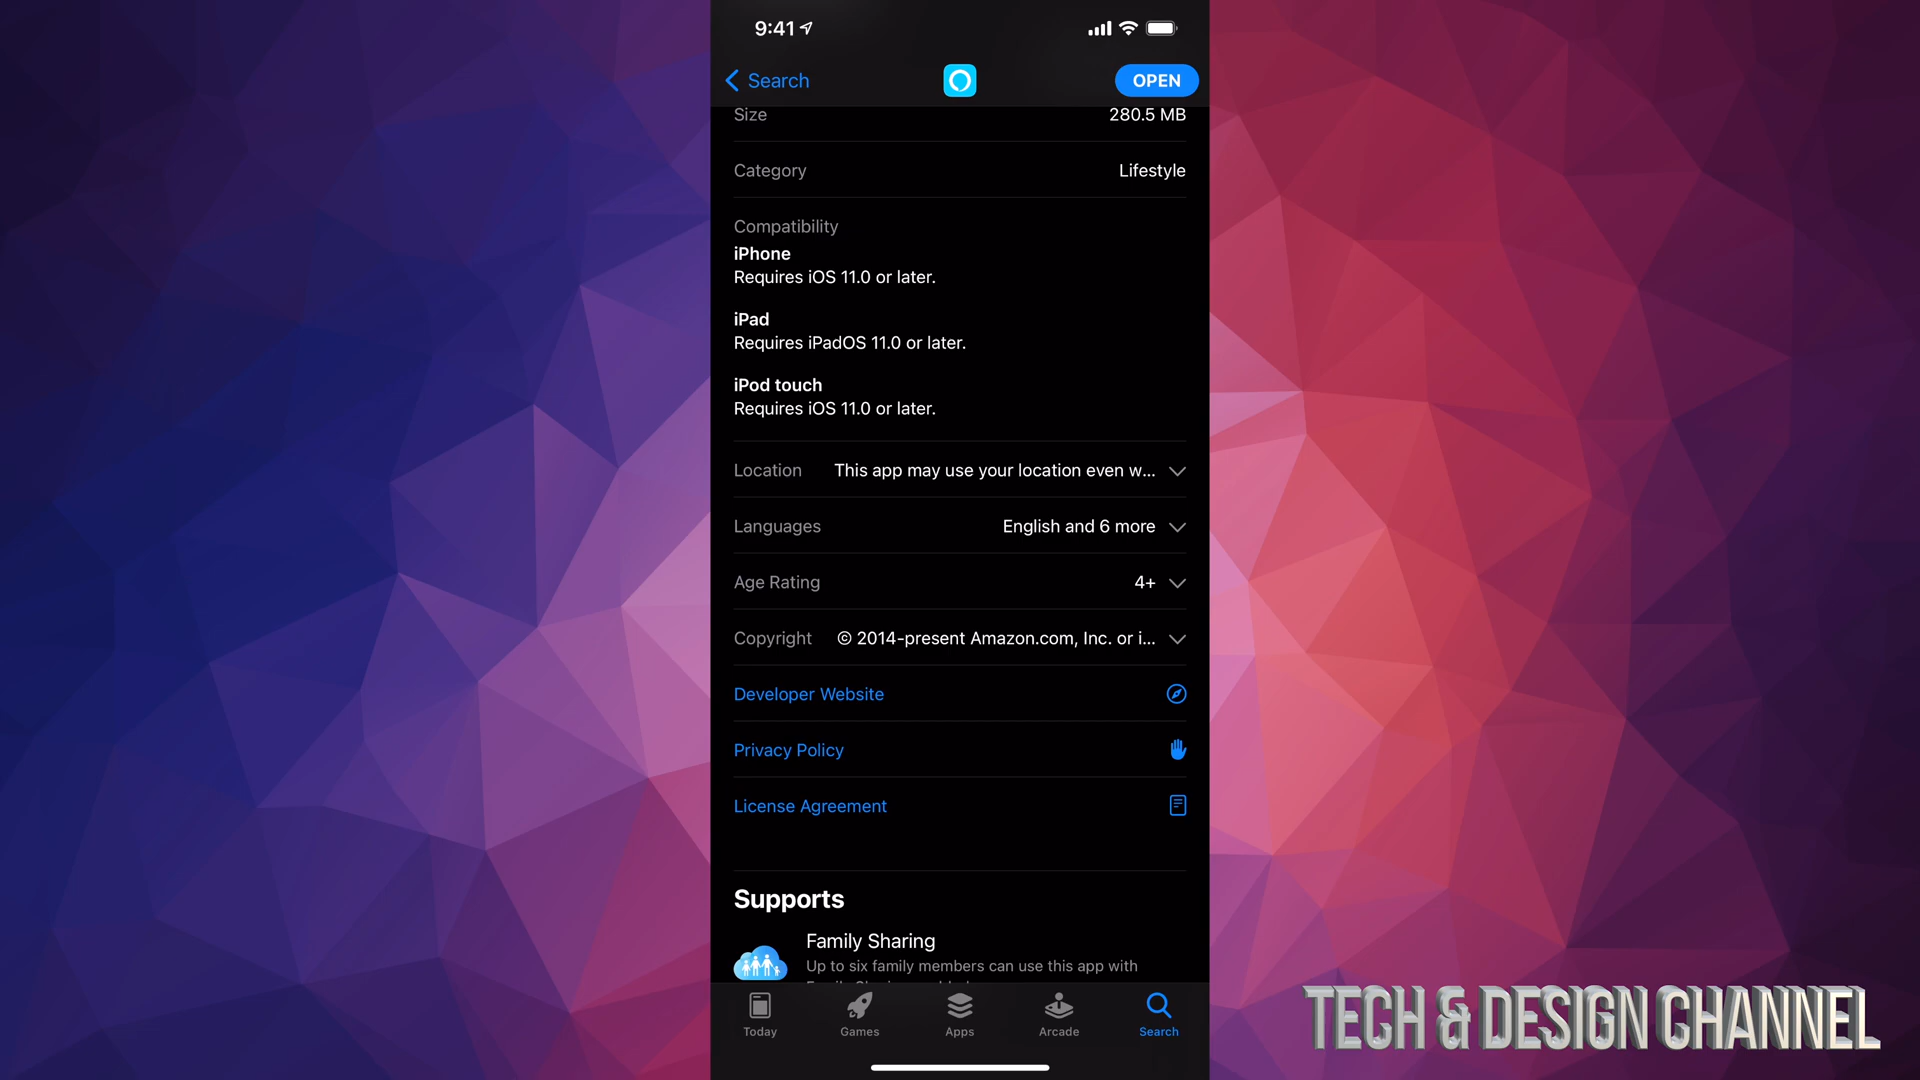 9:41
Search
OPEN
Size 280.5 MB
Category Lifestyle
Compatibility
iPhone
Requires iOS 11.0 or later.
iPad
Requires iPadOS 11.0 or later.
iPod touch
Requires iOS 11.0 or later.
Location This app may use your location even w...
Languages English and 6 more
Age Rating 4+
Copyright © 2014-present Amazon.com, Inc. or i...
Developer Website
Privacy Policy
License Agreement
Supports
Family Sharing
Up to six family members can use this app with
Today Games Apps Arcade Search
TECH & DESIGN CHANNEL